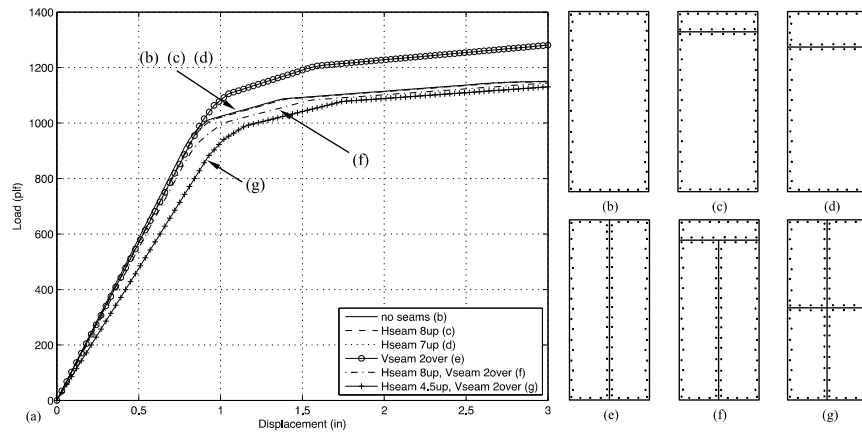 1400
1200
1000
800
600
400
200
0
Load (plf)
(a)
0
0.5
1
1.5
2
2.5
3
Displacement (in)
(b) (c) (d)
(f)
(g)
no seams (b)
Hseam 8up (c)
Hseam 7up (d)
Vseam 2over (e)
Hseam 8up, Vseam 2over (f)
Hseam 4.5up, Vseam 2over (g)
(b)
(c)
(d)
(e)
(f)
(g)